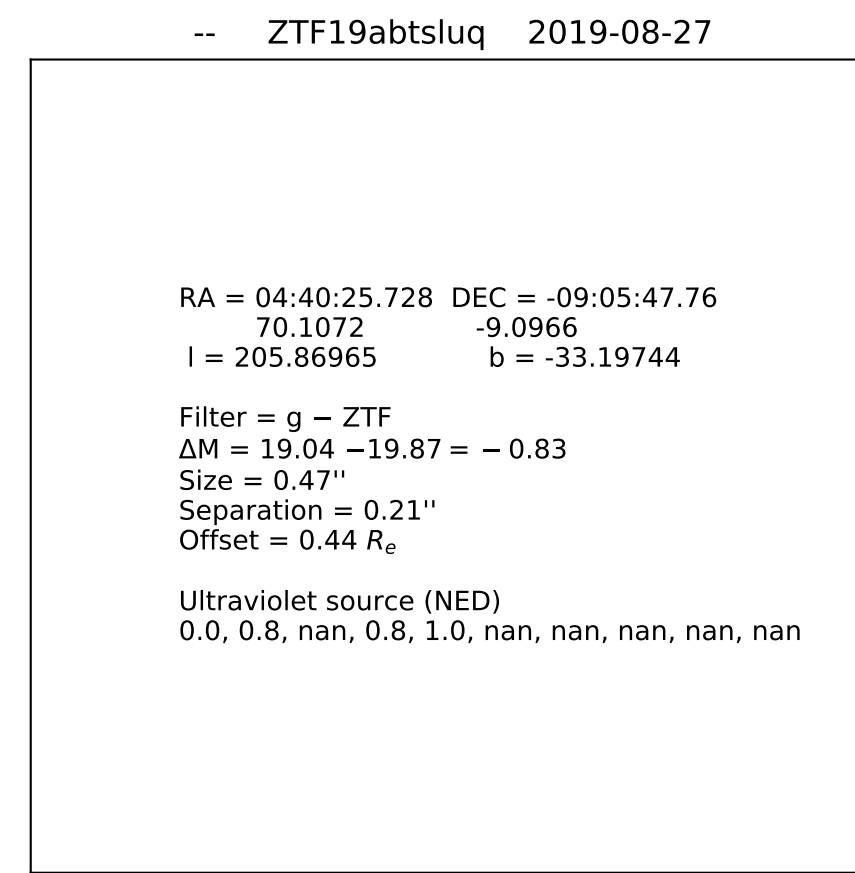 -- ZTF19abtsluq 2019-08-27
RA = 04:40:25.728 DEC = -09:05:47.76
70.1072 -9.0966
l = 205.86965 b = -33.19744
Filter = g − ZTF
ΔM = 19.04 −19.87 = − 0.83
Size = 0.47''
Separation = 0.21''
Offset = 0.44 Re
Ultraviolet source (NED)
0.0, 0.8, nan, 0.8, 1.0, nan, nan, nan, nan, nan